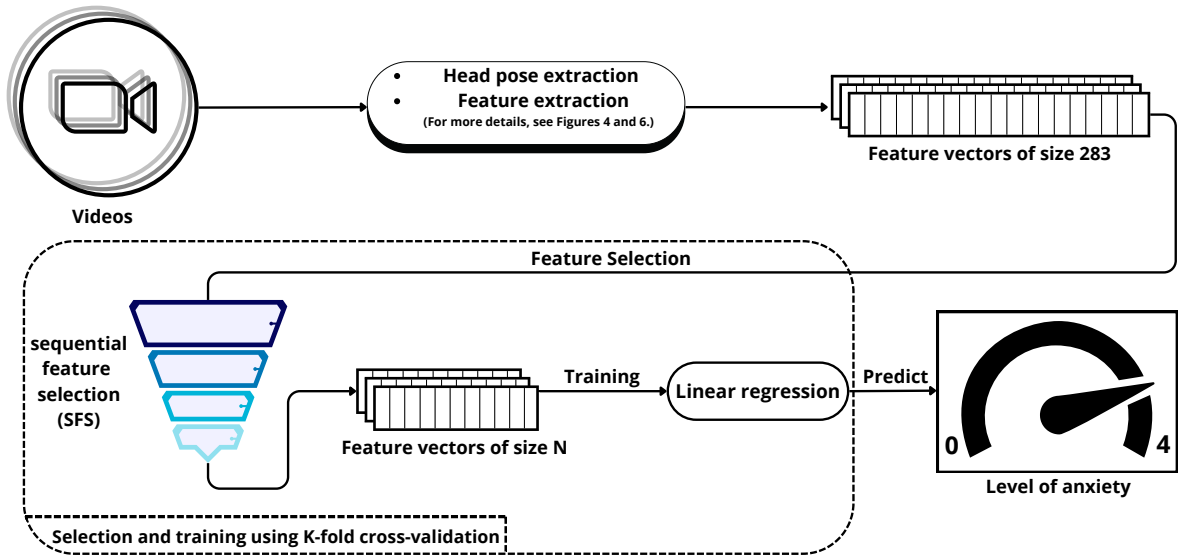 • Head pose extraction
• Feature extraction
(For more details, see Figures 4 and 6.)
Feature vectors of size 283
Videos
Feature Selection
sequential
feature
selection
(SFS)
Feature vectors of size N
Training
Linear regression
Predict
0
4
Level of anxiety
Selection and training using K-fold cross-validation